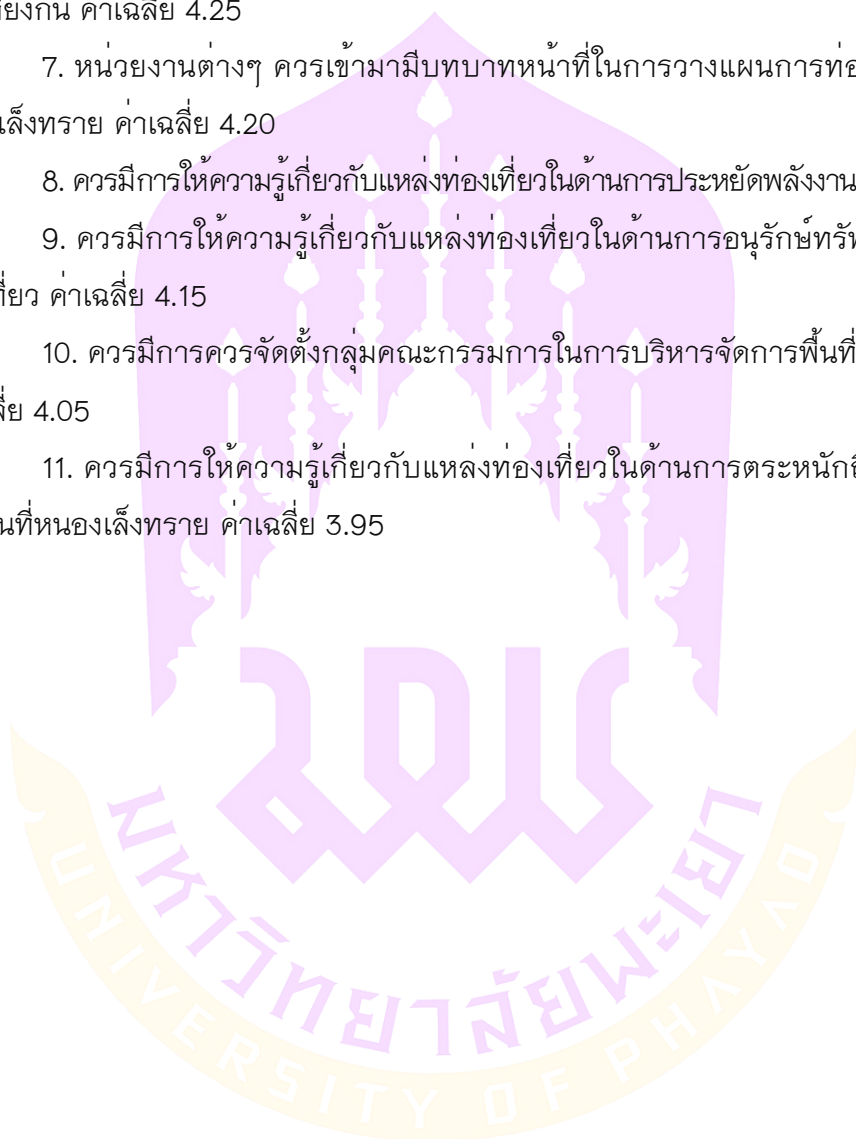 ค่าเฉลี่ย 4.25
7. หน่วยงานต่างๆ ควรเข้ามามีบทบาทหน้าที่ในการวางแผนการท่อ
เล็งทราย ค่าเฉลี่ย 4.20
8. ควรมีการให้ความรู้เกี่ยวกับแหล่งท่องเที่ยวในด้านการประหยัดพลังงาน
9. ควรมีการให้ความรู้เกี่ยวกับแหล่งท่องเที่ยวในด้านการอนุรักษ์ทรัพ
ที่ยว ค่าเฉลี่ย 4.15
10. ควรมีการควรจัดตั้งกลุ่มคณะกรรมการในการบริหารจัดการพื้นที่
ลี่ย 4.05
11. ควรมีการให้ความรู้เกี่ยวกับแหล่งท่องเที่ยวในด้านการตระหนักถึ
นที่หนองเล็งทราย ค่าเฉลี่ย 3.95
มหาวิทยาลัยพะเยา
UNIVERSITY OF PHAYAO